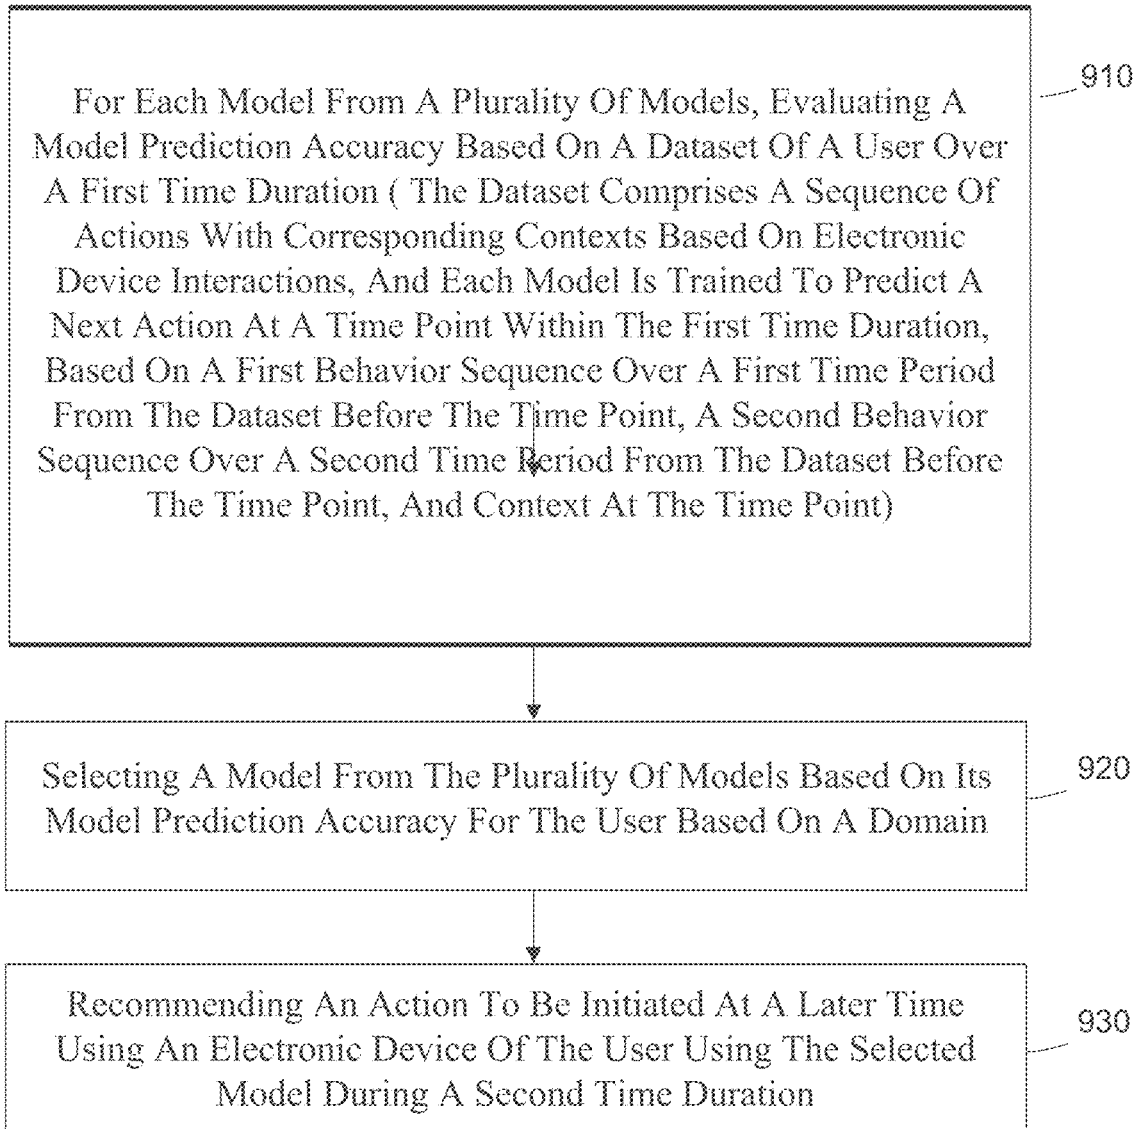 910
For Each Model From A Plurality Of Models, Evaluating A
Model Prediction Accuracy Based On A Dataset Of A User Over
A First Time Duration ( The Dataset Comprises A Sequence Of
Actions With Corresponding Contexts Based On Electronic
Device Interactions, And Each Model Is Trained To Predict A
Next Action At A Time Point Within The First Time Duration,
Based On A First Behavior Sequence Over A First Time Period
From The Dataset Before The Time Point, A Second Behavior
Sequence Over A Second Time Period From The Dataset Before
The Time Point, And Context At The Time Point)
920
Selecting A Model From The Plurality Of Models Based On Its
Model Prediction Accuracy For The User Based On A Domain
930
Recommending An Action To Be Initiated At A Later Time
Using An Electronic Device Of The User Using The Selected
Model During A Second Time Duration